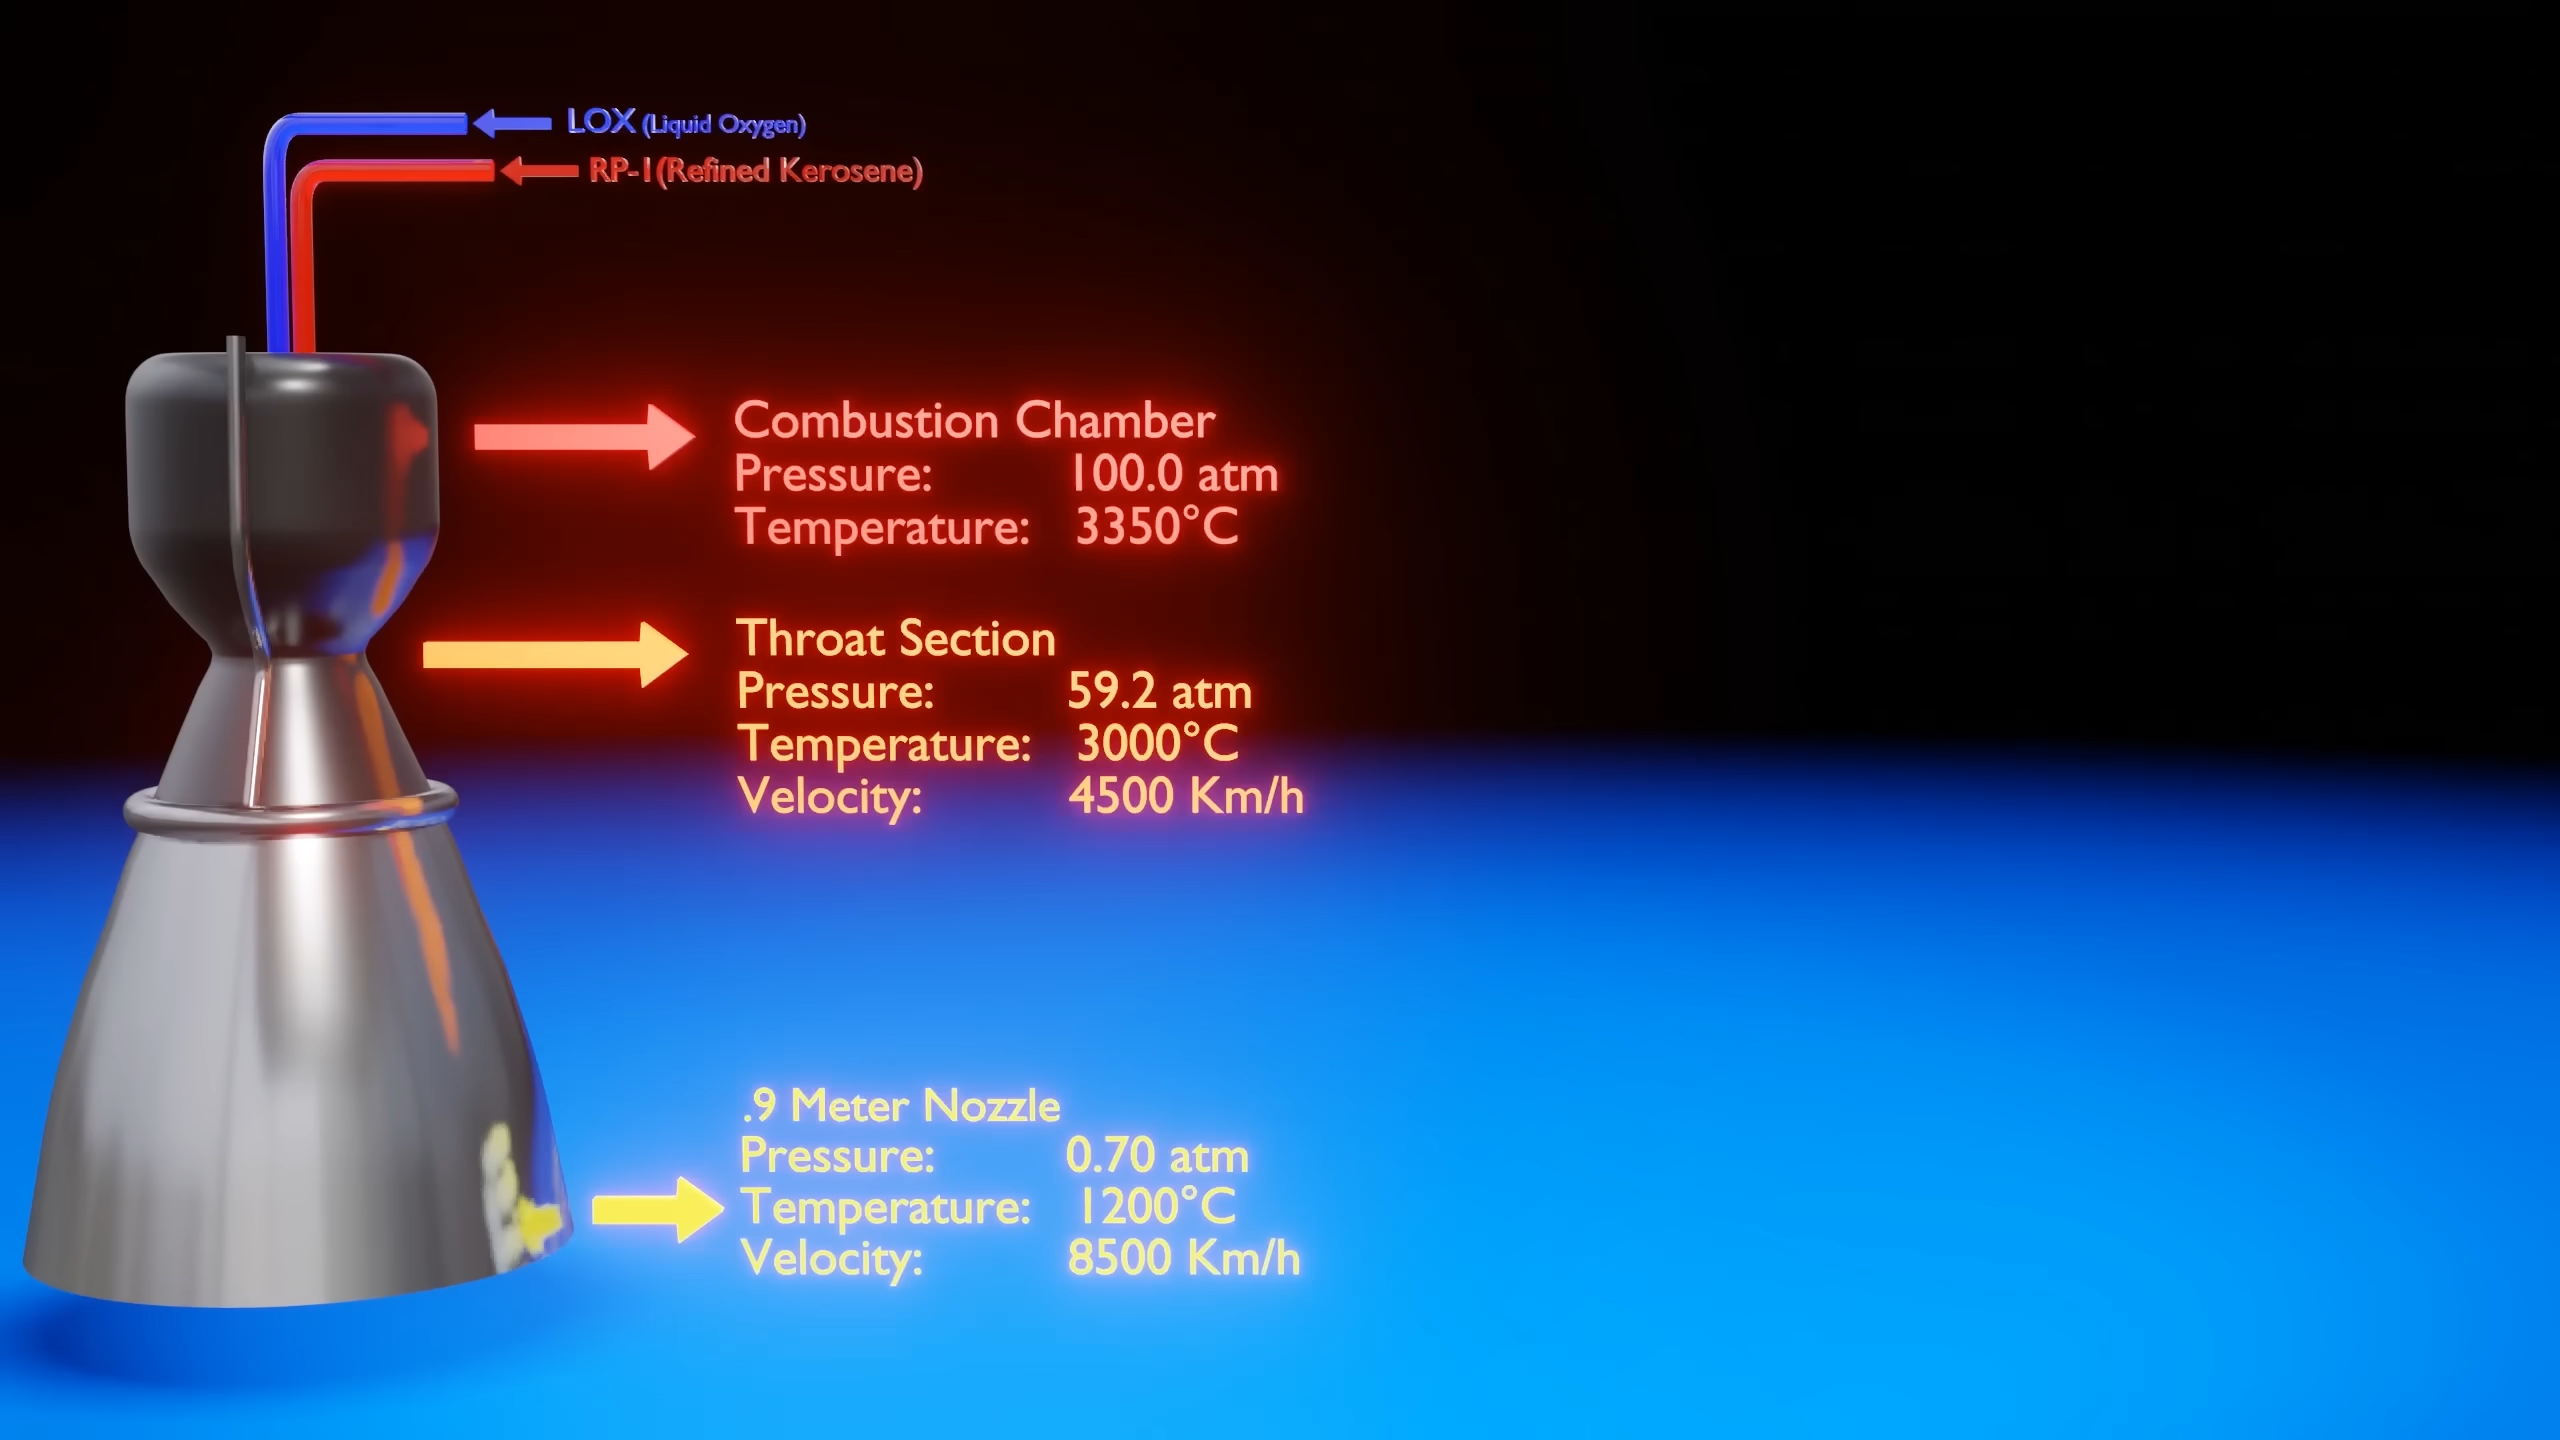 LOX (Liquid Oxygen)
RP-1(Refined Kerosene)
Combustion Chamber
Pressure: 100.0 atm
Temperature: 3350°C
Throat Section
Pressure: 59.2 atm
Temperature: 3000°C
Velocity: 4500 Km/h
.9 Meter Nozzle
Pressure: 0.70 atm
Temperature: 1200°C
Velocity: 8500 Km/h